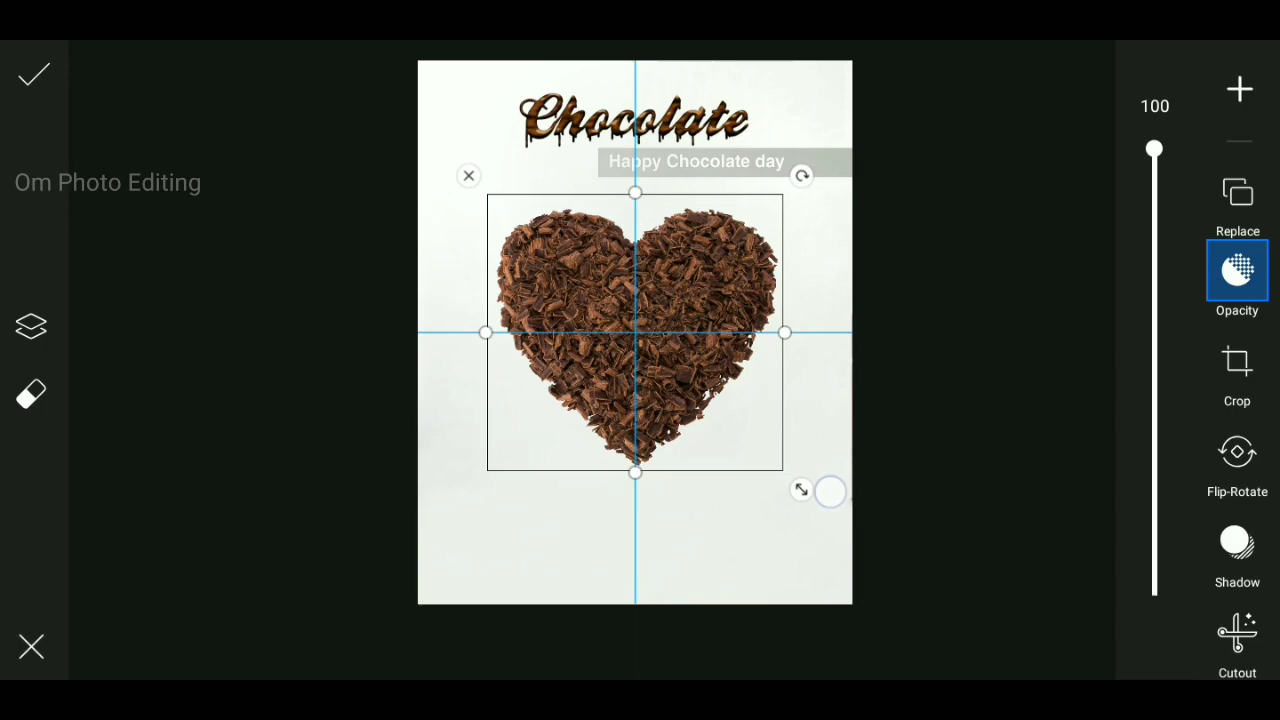 Chocolate
Happy Chocolate day
Om Photo Editing
100
Replace
Opacity
Crop
Flip-Rotate
Shadow
Cutout